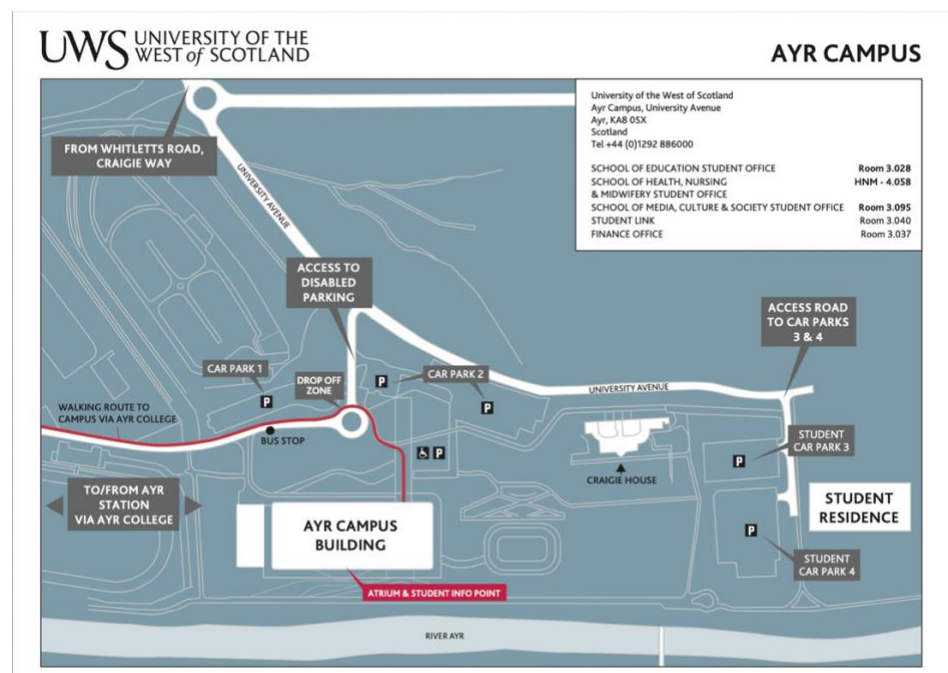 UWS UNIVERSITY OF THE
WEST of SCOTLAND
AYR CAMPUS
University of the West of Scotland
Ayr Campus, University Avenue
Ayr, KA8 0SX
Scotland
Tel +44 (0)1292 886000
SCHOOL OF EDUCATION STUDENT OFFICE Room 3.028
SCHOOL OF HEALTH, NURSING HNM - 4.058
& MIDWIFERY STUDENT OFFICE
SCHOOL OF MEDIA, CULTURE & SOCIETY STUDENT OFFICE Room 3.095
STUDENT LINK Room 3.040
FINANCE OFFICE Room 3.037
FROM WHITLETTS ROAD,
CRAIGIE WAY
UNIVERSITY AVENUE
ACCESS TO
DISABLED
PARKING
ACCESS ROAD
TO CAR PARKS
3 & 4
CAR PARK 1
P
DROP OFF
ZONE
P
CAR PARK 2
P
UNIVERSITY AVENUE
WALKING ROUTE TO
CAMPUS VIA AYR COLLEGE
BUS STOP
P
CRAIGIE HOUSE
P
STUDENT
CAR PARK 3
TO/FROM AYR
STATION
VIA AYR COLLEGE
AYR CAMPUS
BUILDING
STUDENT
RESIDENCE
P
STUDENT
CAR PARK 4
ATRIUM & STUDENT INFO POINT
RIVER AYR